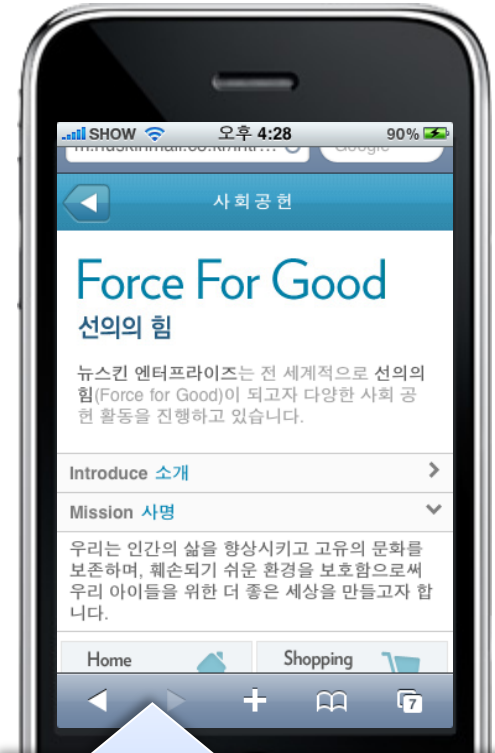 SHOW 오후 4:28 90%
Google
사회공헌
Force For Good
선의의 힘
뉴스킨 엔터프라이즈는 전 세계적으로 선의의
힘(Force for Good)이 되고자 다양한 사회 공
헌 활동을 진행하고 있습니다.
Introduce 소개
Mission 사명
우리는 인간의 삶을 향상시키고 고유의 문화를
보존하며, 훼손되기 쉬운 환경을 보호함으로써
우리 아이들을 위한 더 좋은 세상을 만들고자 합
니다.
Home Shopping
7